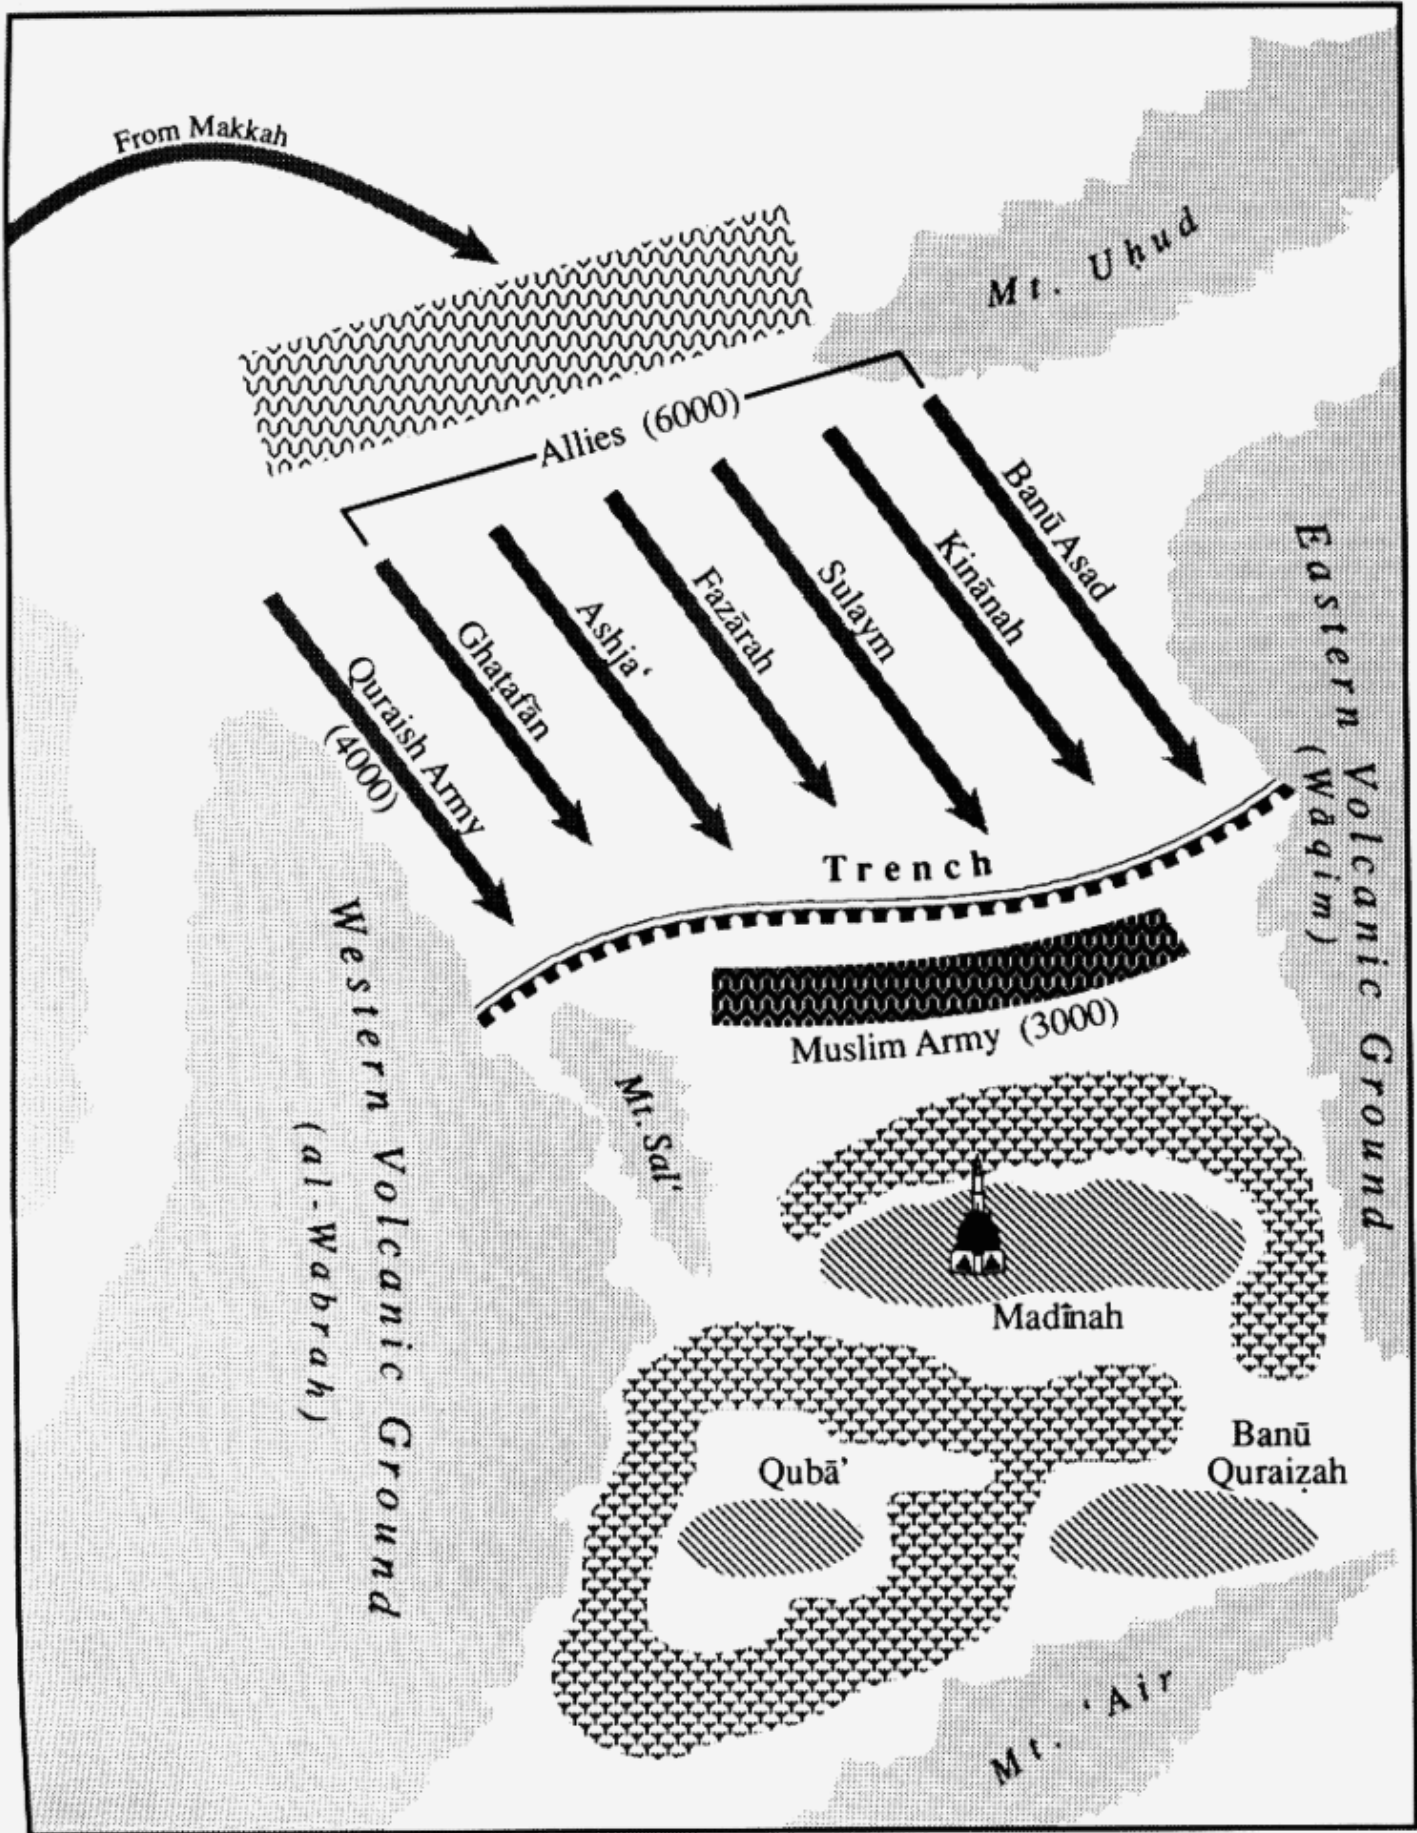 From Makkah
Mt. Uḥud
Allies (6000)
Banū Asad
Kinānah
Sulaym
Fazārah
Ashja‘
Ghaṭafān
Quraish Army
(4000)
Eastern Volcanic Ground
(Wāqim)
Trench
Western Volcanic Ground
(al-Wabrah)
Muslim Army (3000)
Mt. Sal‘
Madīnah
Banū
Quraiẓah
Qubā’
Mt. ‘Air